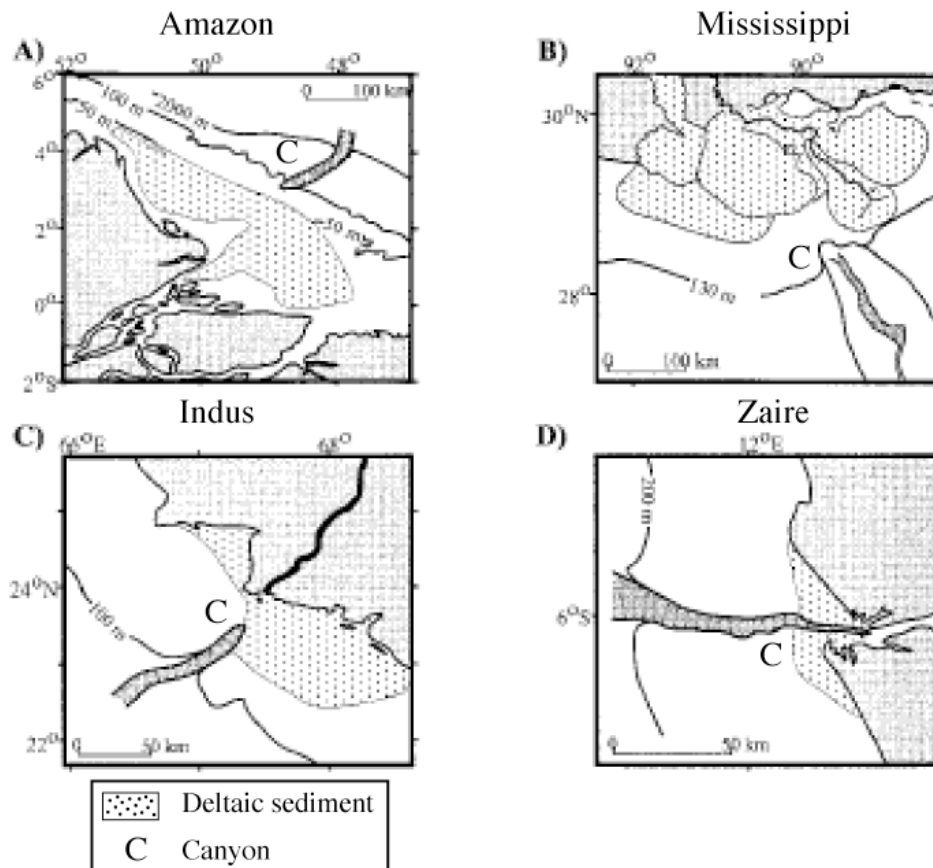 Amazon
A)
52°
50°
48°
6°
4°
2°
0°
2°S
50 m
100 m
2000 m
0 100 km
C
50 m
Mississippi
B)
92°
90°
30°N
28°
C
130 m
0 100 km
Indus
C)
66°E
68°
24°N
22°
C
100 m
0 50 km
Zaire
D)
12°E
6°S
200 m
C
0 50 km
Deltaic sediment
C Canyon